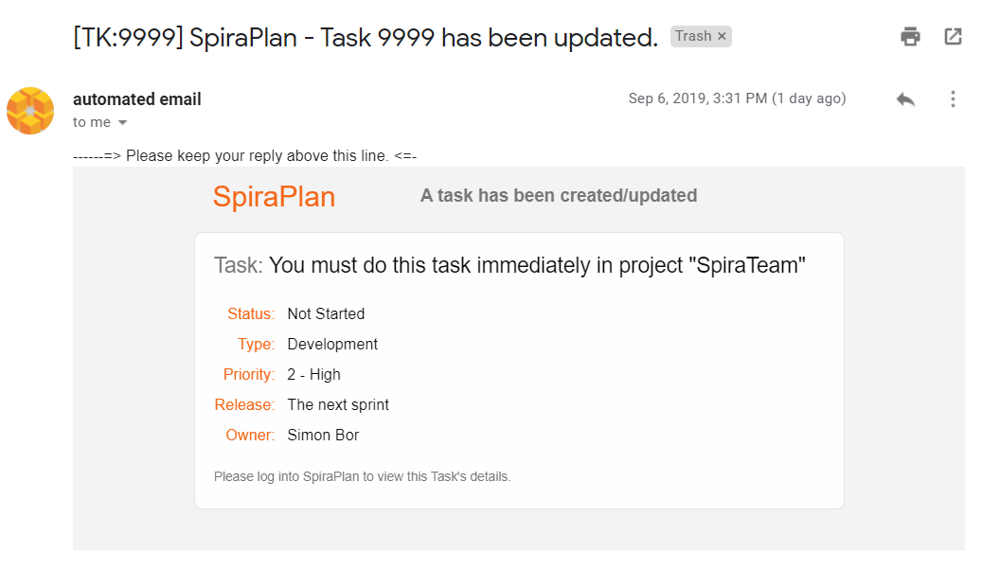 [TK:9999] SpiraPlan - Task 9999 has been updated. Trash ×
automated email Sep 6, 2019, 3:31 PM (1 day ago)
to me
------=> Please keep your reply above this line. <=-
SpiraPlan A task has been created/updated
Task: You must do this task immediately in project "SpiraTeam"
Status: Not Started
Type: Development
Priority: 2 - High
Release: The next sprint
Owner: Simon Bor
Please log into SpiraPlan to view this Task's details.